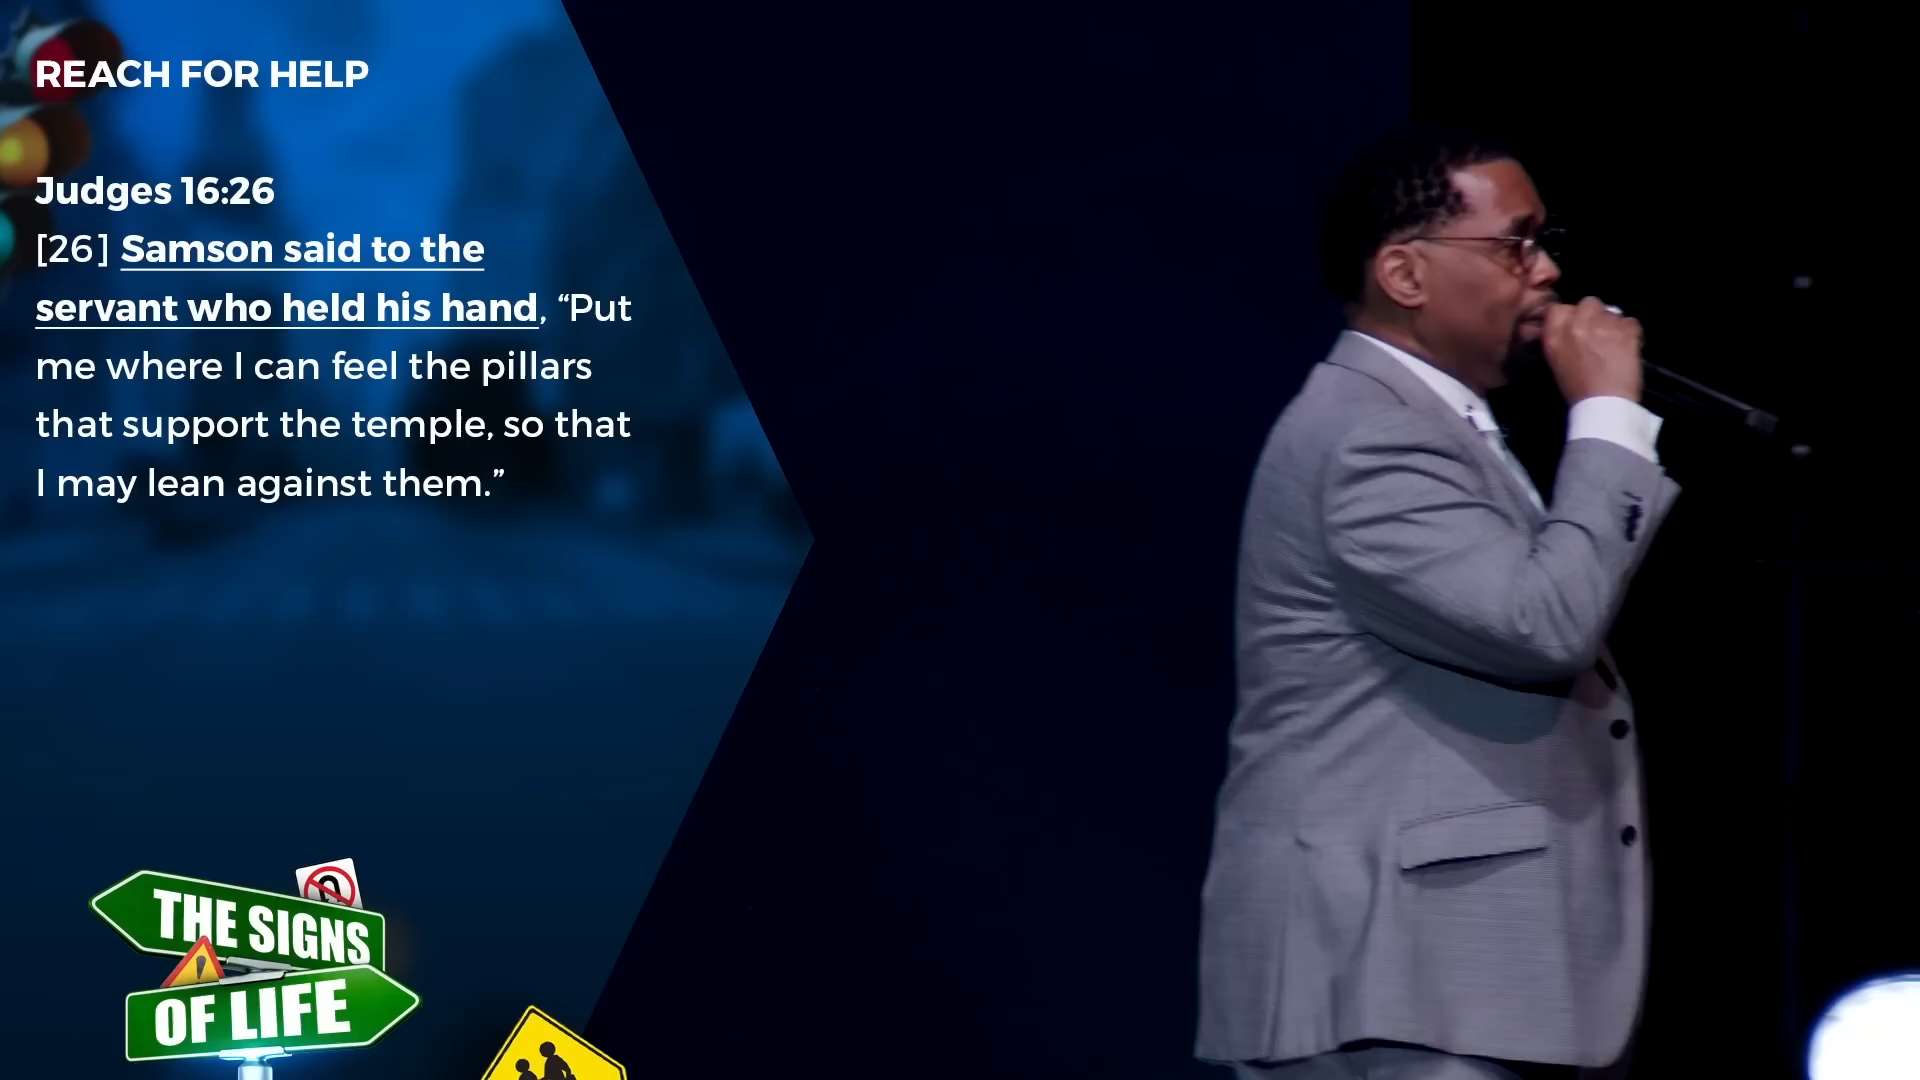 REACH FOR HELP
Judges 16:26
[26] Samson said to the
servant who held his hand, “Put
me where I can feel the pillars
that support the temple, so that
I may lean against them.”
THE SIGNS
OF LIFE